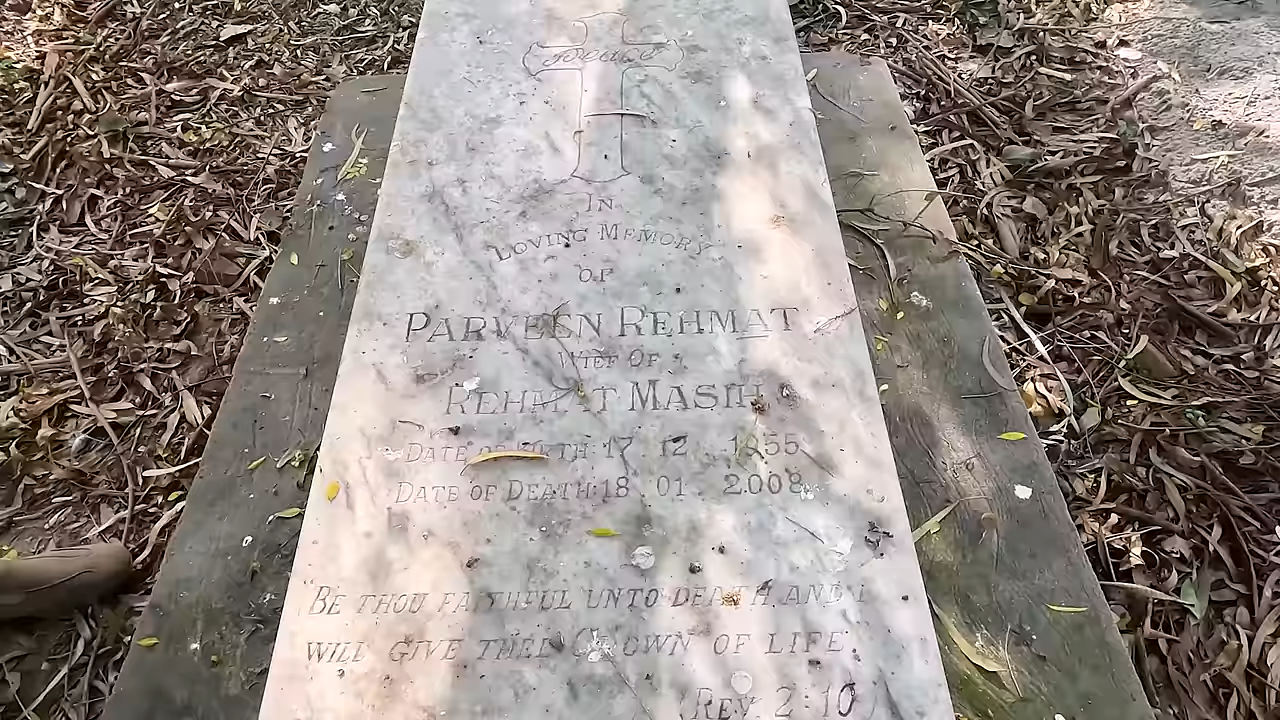 Peace
IN
LOVING MEMORY
OF
PARVEEN REHMAT
WIFE OF
REHMAT MASIH
DATE OF BIRTH: 17 12 1955
DATE OF DEATH: 18 . 01 . 2008
"BE THOU FAITHFUL UNTO DEATH AND I
WILL GIVE THEE CROWN OF LIFE.
(REV. 2:10)